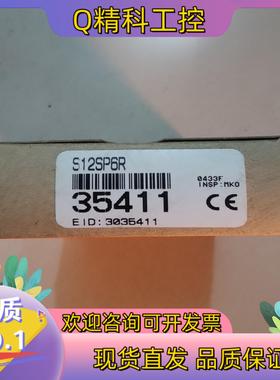 Q精科工控
S12SP6R
35411
0433F
INSP:MKO
CE
EID: 3035411
质
O.1
欢迎咨询可开发票
现货直发 品质保证